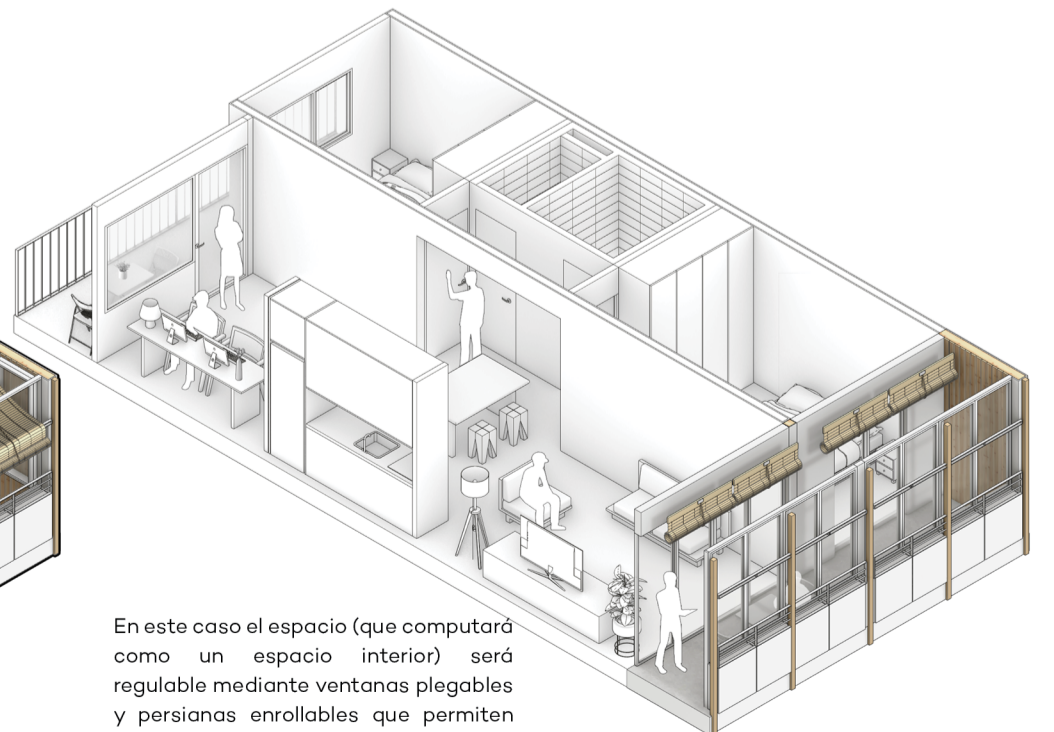 En este caso el espacio (que computará
como un espacio interior) será
regulable mediante ventanas plegables
y persianas enrollables que permiten